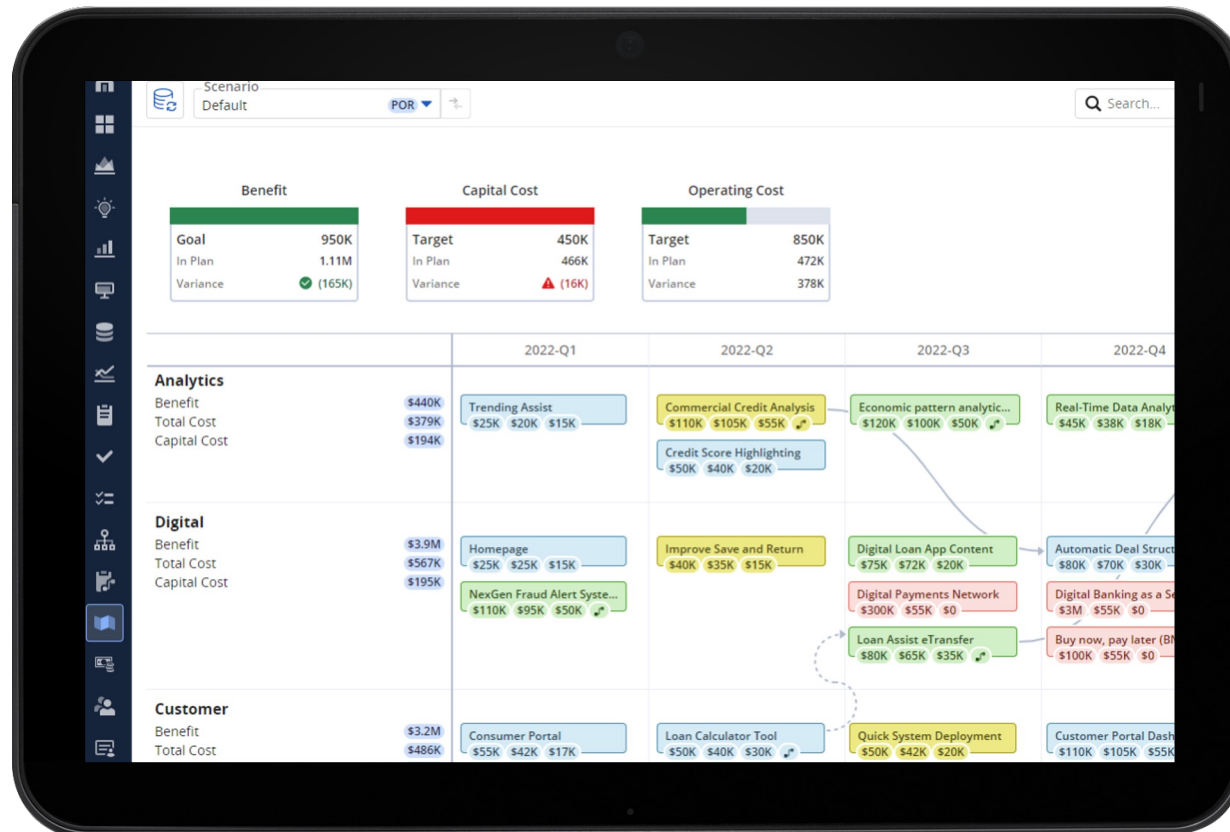 Scenario
Default POR
Search...
Benefit
Goal 950K
In Plan 1.11M
Variance (165K)
Capital Cost
Target 450K
In Plan 466K
Variance (16K)
Operating Cost
Target 850K
In Plan 472K
Variance 378K
2022-Q1 2022-Q2 2022-Q3 2022-Q4
Analytics
Benefit $440K
Total Cost $379K
Capital Cost $194K
Trending Assist
$25K $20K $15K
Commercial Credit Analysis
$110K $105K $55K
Credit Score Highlighting
$50K $40K $20K
Economic pattern analytic...
$120K $100K $50K
Real-Time Data Analyt
$45K $38K $18K
Digital
Benefit $3.9M
Total Cost $567K
Capital Cost $195K
Homepage
$25K $25K $15K
NexGen Fraud Alert Syste...
$110K $95K $50K
Improve Save and Return
$40K $35K $15K
Digital Loan App Content
$75K $72K $20K
Digital Payments Network
$300K $55K $0
Loan Assist eTransfer
$80K $65K $35K
Automatic Deal Struct
$80K $70K $30K
Digital Banking as a Se
$3M $55K $0
Buy now, pay later (BN
$100K $55K $0
Customer
Benefit $3.2M
Total Cost $486K
Consumer Portal
$55K $42K $17K
Loan Calculator Tool
$50K $40K $30K
Quick System Deployment
$50K $42K $20K
Customer Portal Dash
$110K $105K $55K